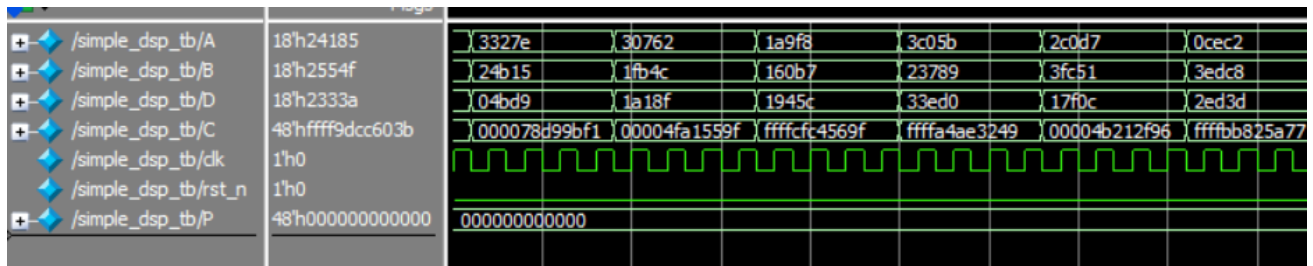 Msgs
/simple_dsp_tb/A 18'h24185 3327e 30762 1a9f8 3c05b 2c0d7 0cec2
/simple_dsp_tb/B 18'h2554f 24b15 1fb4c 160b7 23789 3fc51 3edc8
/simple_dsp_tb/D 18'h2333a 04bd9 1a18f 1945c 33ed0 17f0c 2ed3d
/simple_dsp_tb/C 48'hffff9dcc603b 000078d99bf1 00004fa1559f ffffcfc4569f ffffa4ae3249 00004b212f96 ffffbb825a77
/simple_dsp_tb/clk 1'h0
/simple_dsp_tb/rst_n 1'h0
/simple_dsp_tb/P 48'h000000000000 000000000000